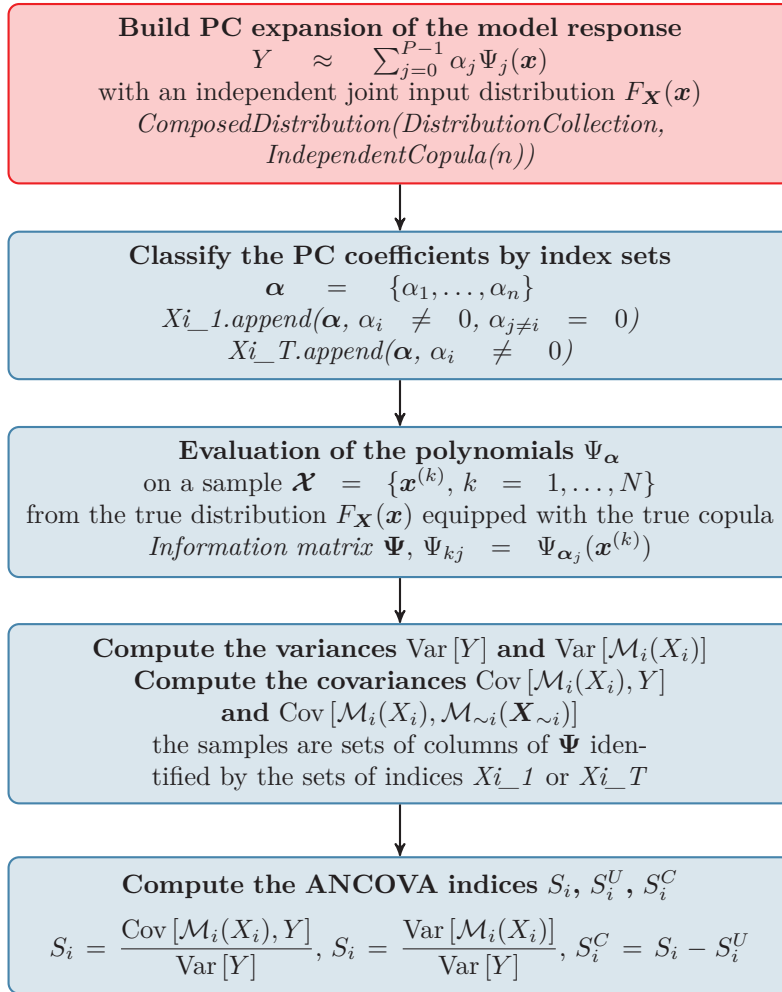 Build PC expansion of the model response
Y ≈ ∑_{j=0}^{P−1} α_j Ψ_j(𝒙)
with an independent joint input distribution F_𝑿(𝒙)
ComposedDistribution(DistributionCollection,
IndependentCopula(n))
Classify the PC coefficients by index sets
𝜶 = {α_1, . . . , α_n}
Xi_1.append(𝜶, α_i ≠ 0, α_{j≠i} = 0)
Xi_T.append(𝜶, α_i ≠ 0)
Evaluation of the polynomials Ψ_𝜶
on a sample 𝓧 = {𝒙^{(k)}, k = 1, . . . , N}
from the true distribution F_𝑿(𝒙) equipped with the true copula
Information matrix 𝚿, Ψ_{kj} = Ψ_{𝜶_j}(𝒙^{(k)})
Compute the variances Var [Y] and Var [ℳ_i(X_i)]
Compute the covariances Cov [ℳ_i(X_i), Y]
and Cov [ℳ_i(X_i), ℳ_{∼i}(𝑿_{∼i})]
the samples are sets of columns of 𝚿 iden-
tified by the sets of indices Xi_1 or Xi_T
Compute the ANCOVA indices S_i, S_i^U, S_i^C
S_i = Cov [ℳ_i(X_i), Y] / Var [Y], S_i = Var [ℳ_i(X_i)] / Var [Y], S_i^C = S_i − S_i^U